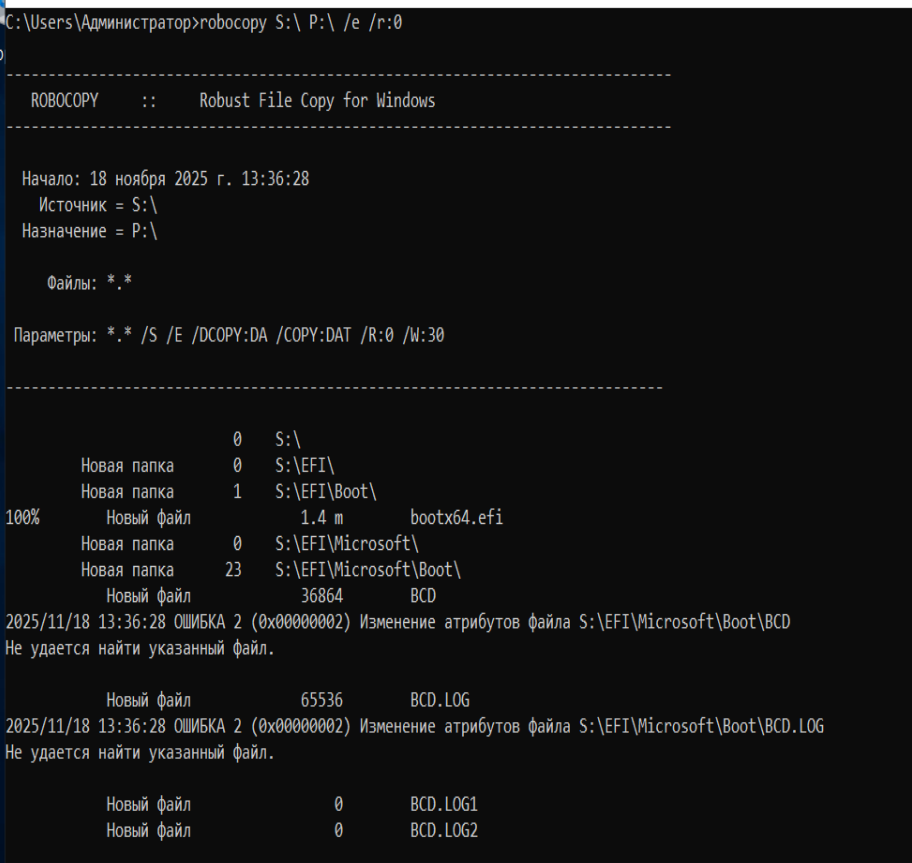 C:\Users\Администратор>robocopy S:\ P:\ /e /r:0
-------------------------------------------------------------------------------
ROBOCOPY     ::     Robust File Copy for Windows
-------------------------------------------------------------------------------
Начало: 18 ноября 2025 г. 13:36:28
Источник = S:\
Назначение = P:\
Файлы: *.*
Параметры: *.* /S /E /DCOPY:DA /COPY:DAT /R:0 /W:30
------------------------------------------------------------------------------
0    S:\
Новая папка    0    S:\EFI\
Новая папка    1    S:\EFI\Boot\
100%    Новый файл    1.4 m    bootx64.efi
Новая папка    0    S:\EFI\Microsoft\
Новая папка    23    S:\EFI\Microsoft\Boot\
Новый файл    36864    BCD
2025/11/18 13:36:28 ОШИБКА 2 (0x00000002) Изменение атрибутов файла S:\EFI\Microsoft\Boot\BCD
Не удается найти указанный файл.
Новый файл    65536    BCD.LOG
2025/11/18 13:36:28 ОШИБКА 2 (0x00000002) Изменение атрибутов файла S:\EFI\Microsoft\Boot\BCD.LOG
Не удается найти указанный файл.
Новый файл    0    BCD.LOG1
Новый файл    0    BCD.LOG2